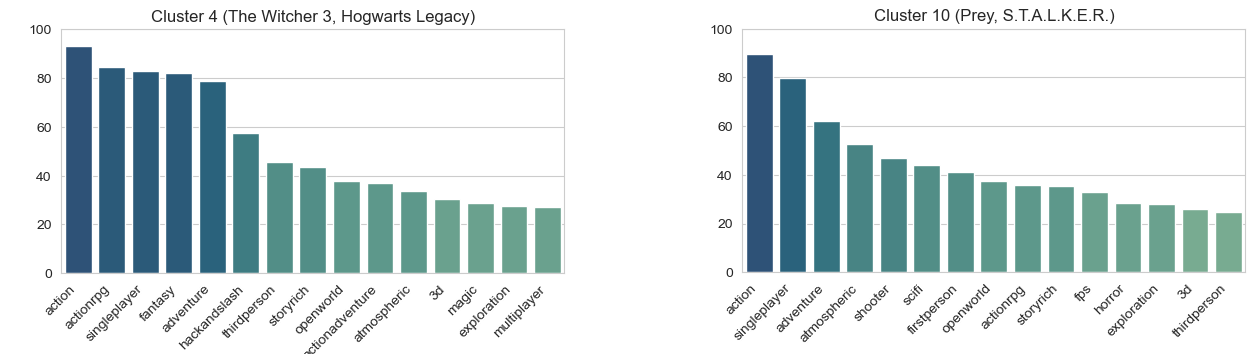 Cluster 4 (The Witcher 3, Hogwarts Legacy)
100
80
60
40
20
0
action
actionrpg
singleplayer
fantasy
adventure
hackandslash
thirdperson
storyrich
openworld
ctionadventure
atmospheric
3d
magic
exploration
multiplayer
Cluster 10 (Prey, S.T.A.L.K.E.R.)
100
80
60
40
20
0
action
singleplayer
adventure
atmospheric
shooter
scifi
firstperson
openworld
actionrpg
storyrich
fps
horror
exploration
3d
thirdperson